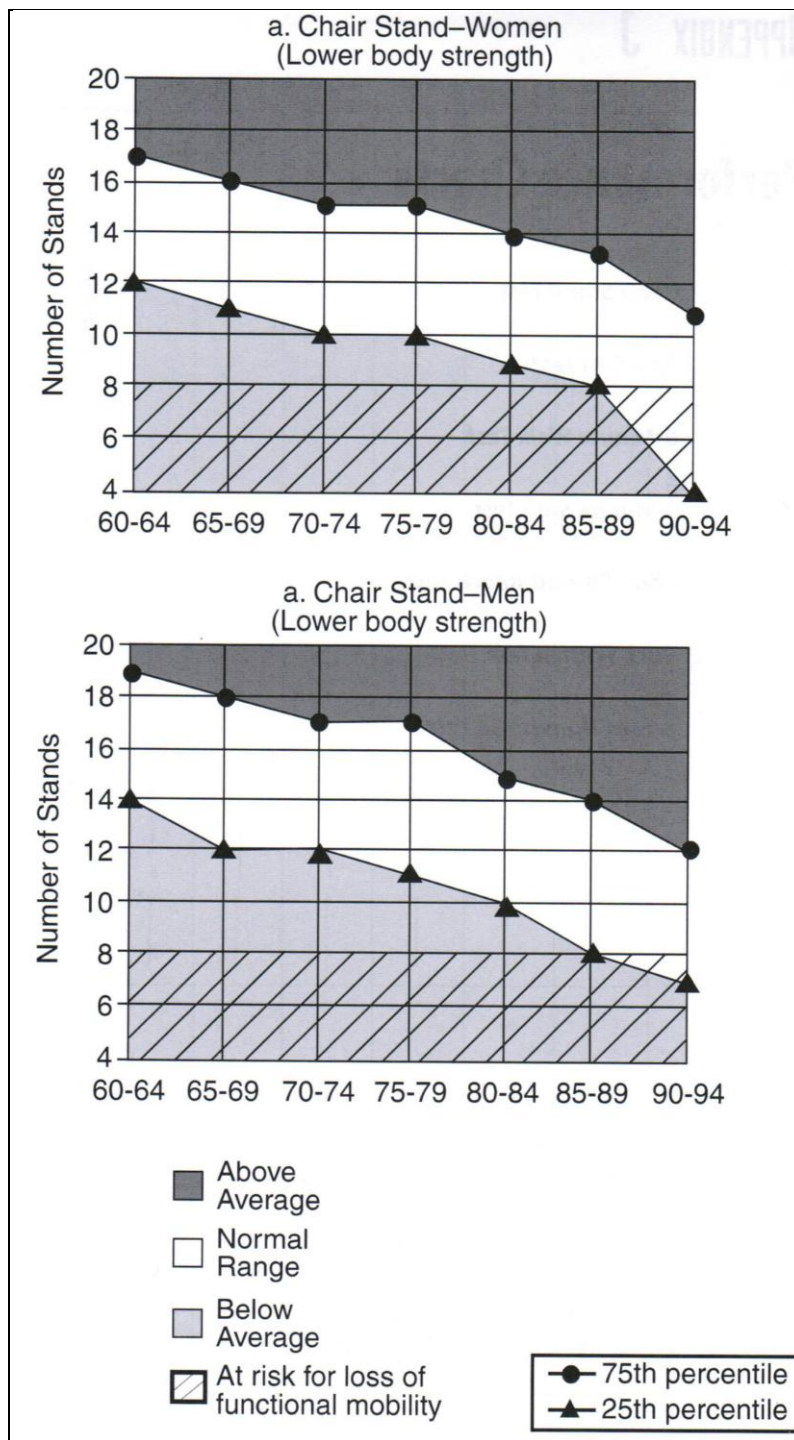 a. Chair Stand–Women
(Lower body strength)
Number of Stands
20
18
16
14
12
10
8
6
4
60-64 65-69 70-74 75-79 80-84 85-89 90-94
a. Chair Stand–Men
(Lower body strength)
Number of Stands
20
18
16
14
12
10
8
6
4
60-64 65-69 70-74 75-79 80-84 85-89 90-94
Above
Average
Normal
Range
Below
Average
At risk for loss of
functional mobility
75th percentile
25th percentile